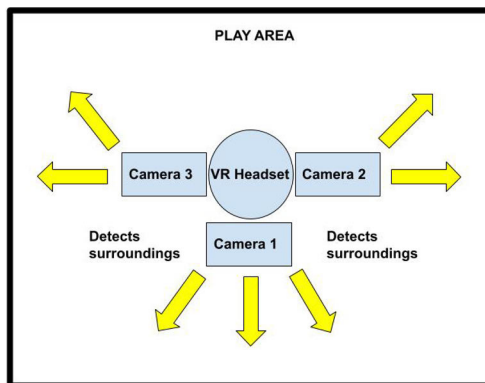 PLAY AREA
Camera 3
VR Headset
Camera 2
Camera 1
Detects
surroundings
Detects
surroundings